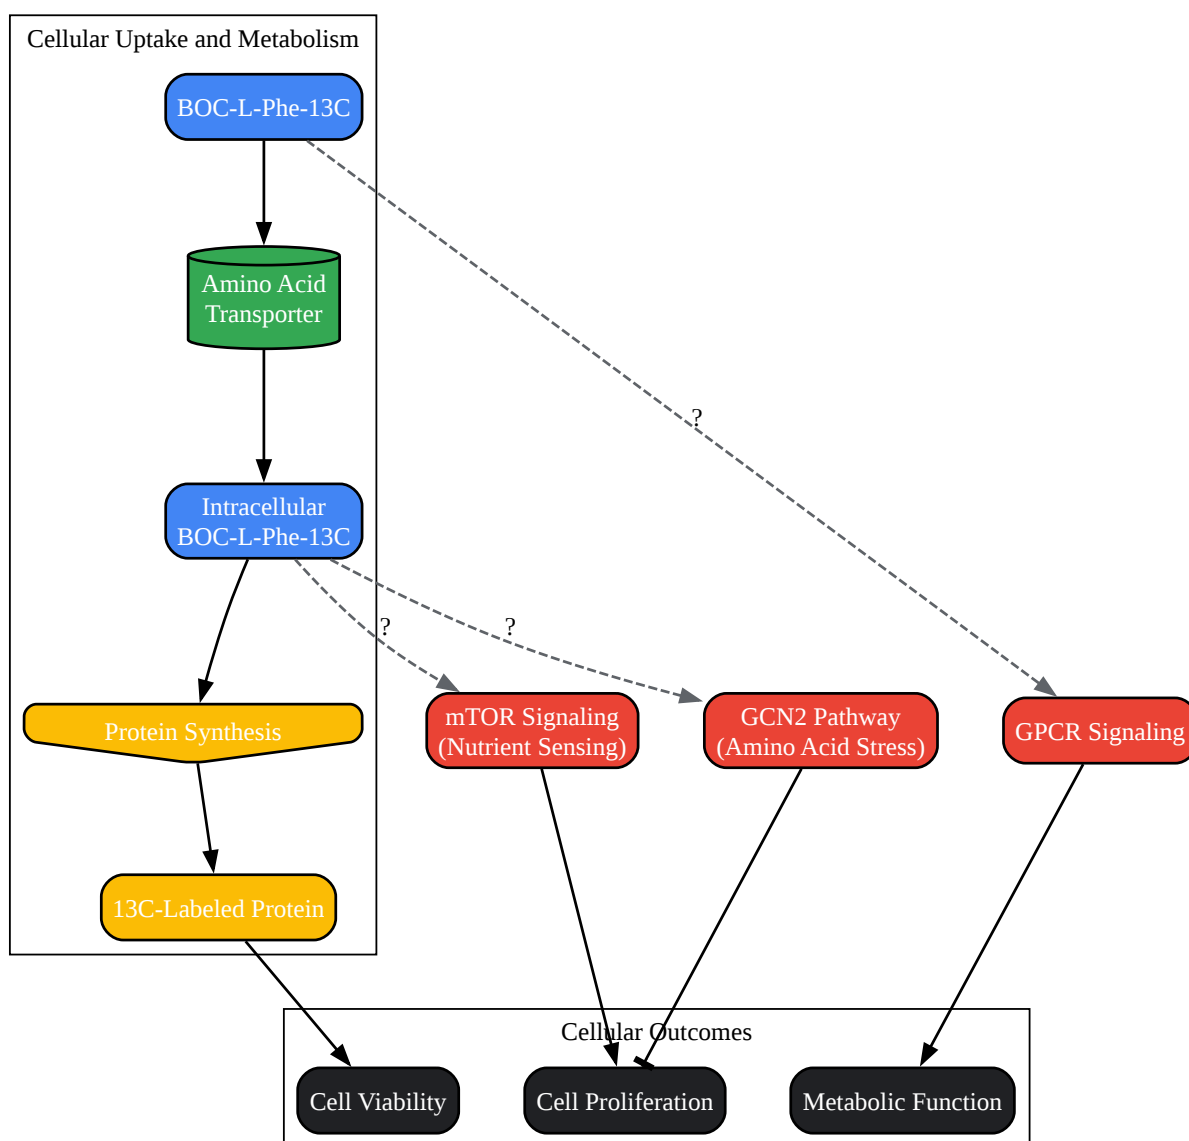 Cellular Uptake and Metabolism
BOC-L-Phe-13C
Amino Acid
Transporter
?
Intracellular
BOC-L-Phe-13C
?
?
Protein Synthesis
mTOR Signaling
(Nutrient Sensing)
GCN2 Pathway
(Amino Acid Stress)
GPCR Signaling
13C-Labeled Protein
Cellular Outcomes
Cell Viability
Cell Proliferation
Metabolic Function